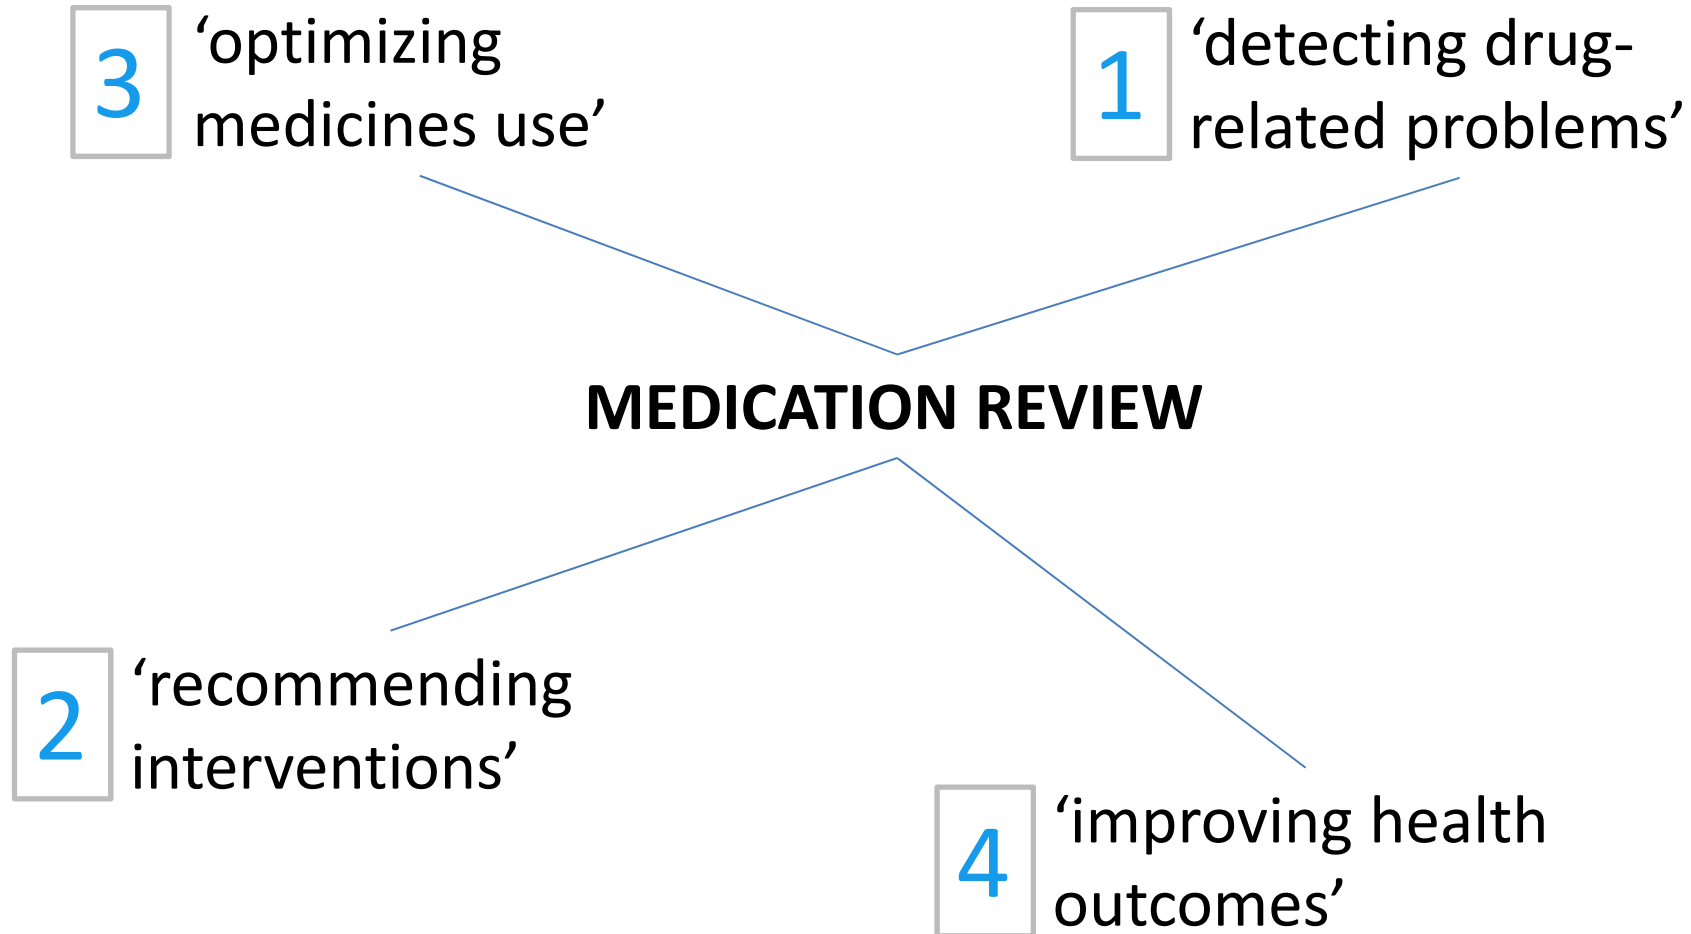 3
‘optimizing
medicines use’
1
‘detecting drug-
related problems’
MEDICATION REVIEW
2
‘recommending
interventions’
4
‘improving health
outcomes’